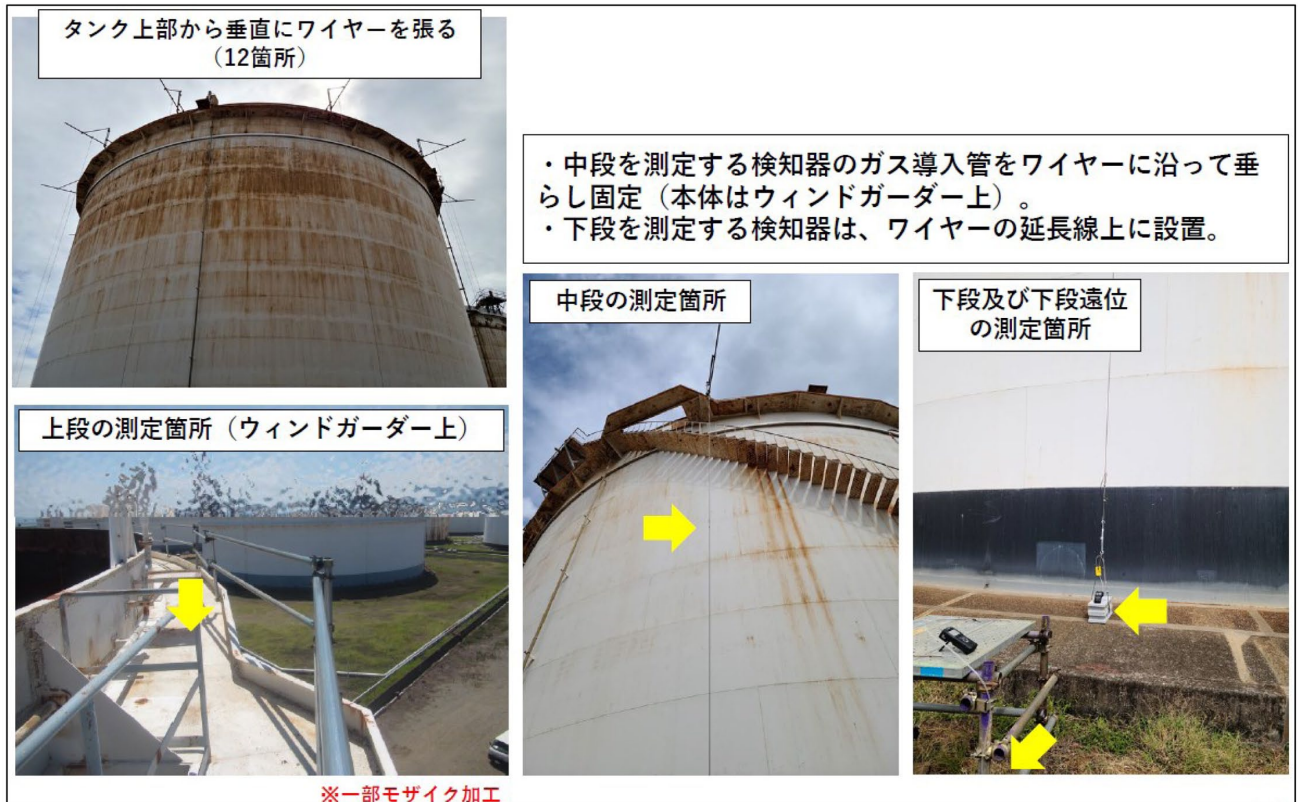 タンク上部から垂直にワイヤーを張る
（12箇所）
・中段を測定する検知器のガス導入管をワイヤーに沿って垂
らし固定（本体はウィンドガーダー上）。
・下段を測定する検知器は、ワイヤーの延長線上に設置。
上段の測定箇所（ウィンドガーダー上）
中段の測定箇所
下段及び下段遠位
の測定箇所
※一部モザイク加工